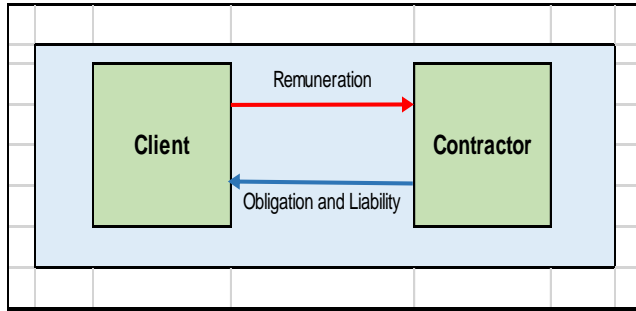 Remuneration
Client
Contractor
Obligation and Liability